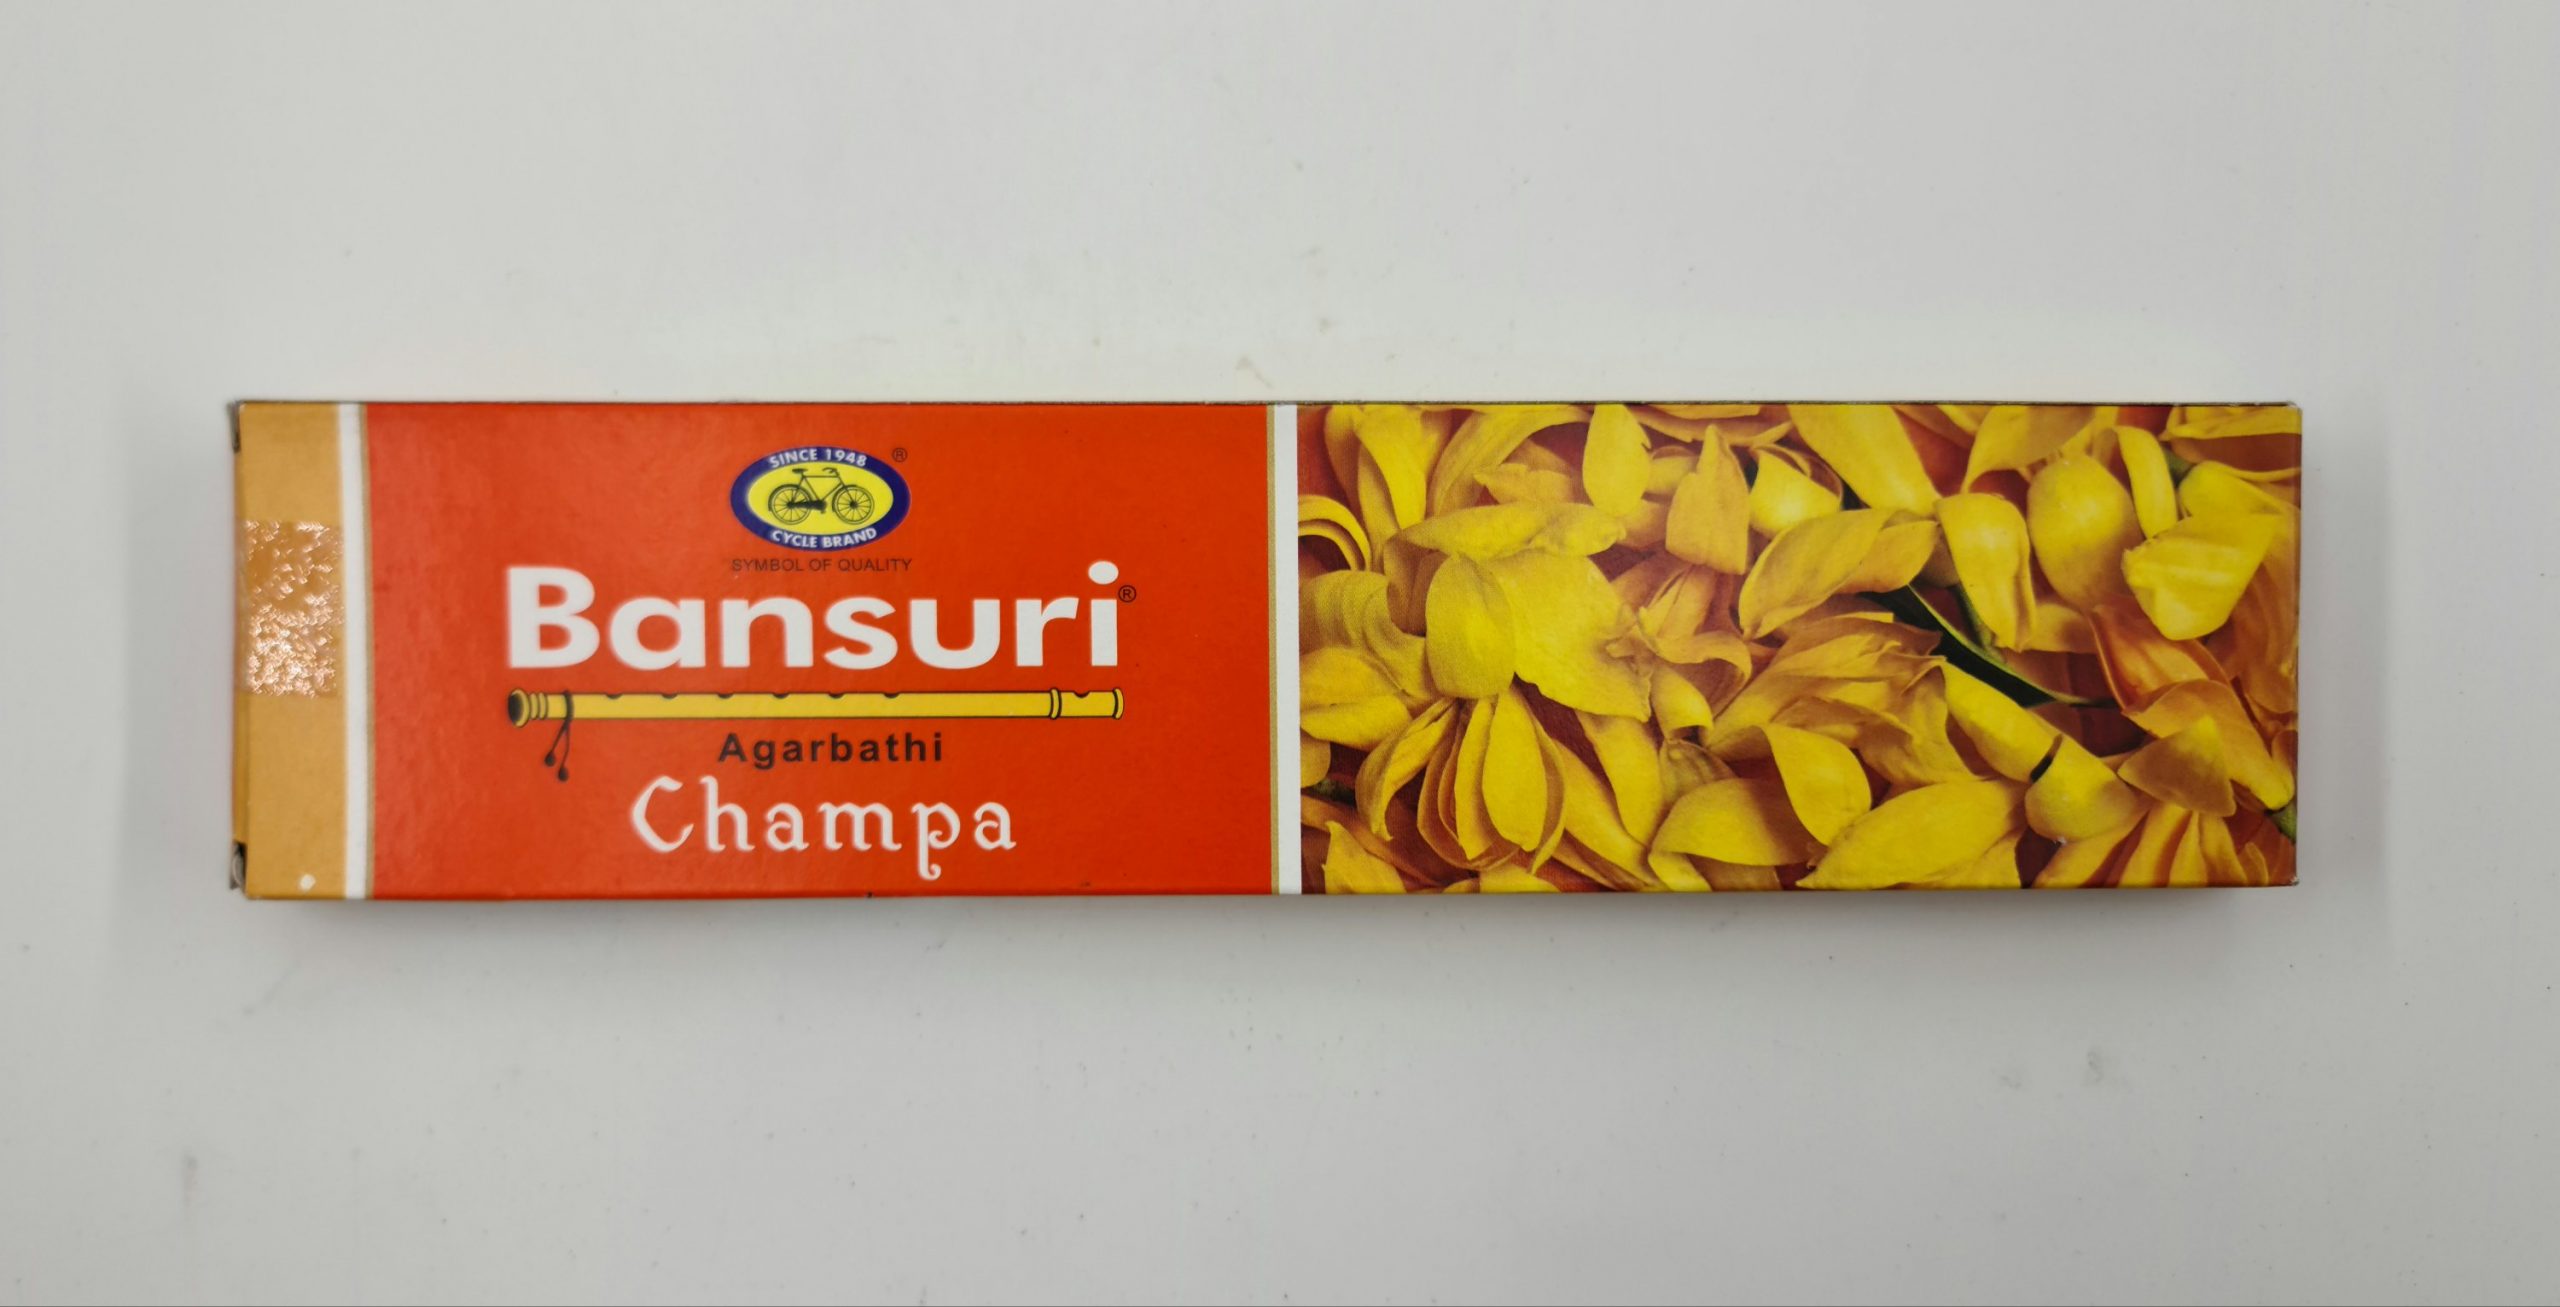 SINCE 1948
®
CYCLE BRAND
SYMBOL OF QUALITY
Bansuri®
Agarbathi
Champa